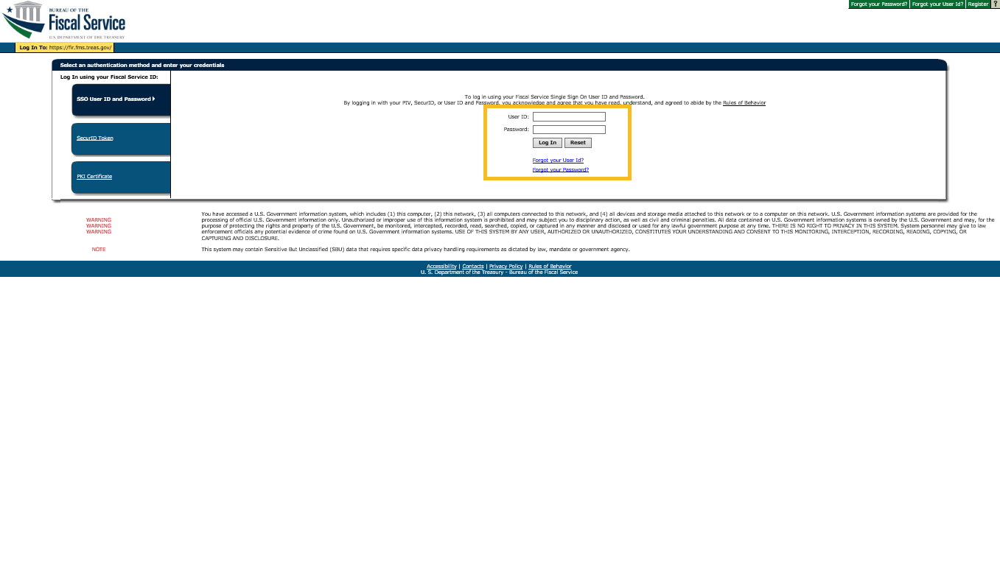 Forgot your Password? Forgot your User Id? Register ?
BUREAU OF THE
Fiscal Service
U.S. DEPARTMENT OF THE TREASURY
Log In To: https://fir.fms.treas.gov/
Select an authentication method and enter your credentials
Log In using your Fiscal Service ID:
SSO User ID and Password
SecurID Token
PKI Certificate
To log in using your Fiscal Service Single Sign On User ID and Password.
By logging in with your PIV, SecurID, or User ID and Password, you acknowledge and agree that you have read, understand, and agreed to abide by the Rules of Behavior
User ID:
Password:
Log In Reset
Forgot your User Id?
Forgot your Password?
WARNING
WARNING
WARNING
You have accessed a U.S. Government information system, which includes (1) this computer, (2) this network, (3) all computers connected to this network, and (4) all devices and storage media attached to this network or to a computer on this network. U.S. Government information systems are provided for the
processing of official U.S. Government information only. Unauthorized or improper use of this information system is prohibited and may subject you to disciplinary action, as well as civil and criminal penalties. All data contained on U.S. Government information systems is owned by the U.S. Government and may, for the
purpose of protecting the rights and property of the U.S. Government, be monitored, intercepted, recorded, read, searched, copied, or captured in any manner and disclosed or used for any lawful government purpose at any time. THERE IS NO RIGHT TO PRIVACY IN THIS SYSTEM. System personnel may give to law
enforcement officials any potential evidence of crime found on U.S. Government information systems. USE OF THIS SYSTEM BY ANY USER, AUTHORIZED OR UNAUTHORIZED, CONSTITUTES YOUR UNDERSTANDING AND CONSENT TO THIS MONITORING, INTERCEPTION, RECORDING, READING, COPYING, OR
CAPTURING AND DISCLOSURE.
NOTE
This system may contain Sensitive But Unclassified (SBU) data that requires specific data privacy handling requirements as dictated by law, mandate or government agency.
Accessibility | Contacts | Privacy Policy | Rules of Behavior
U. S. Department of the Treasury - Bureau of the Fiscal Service